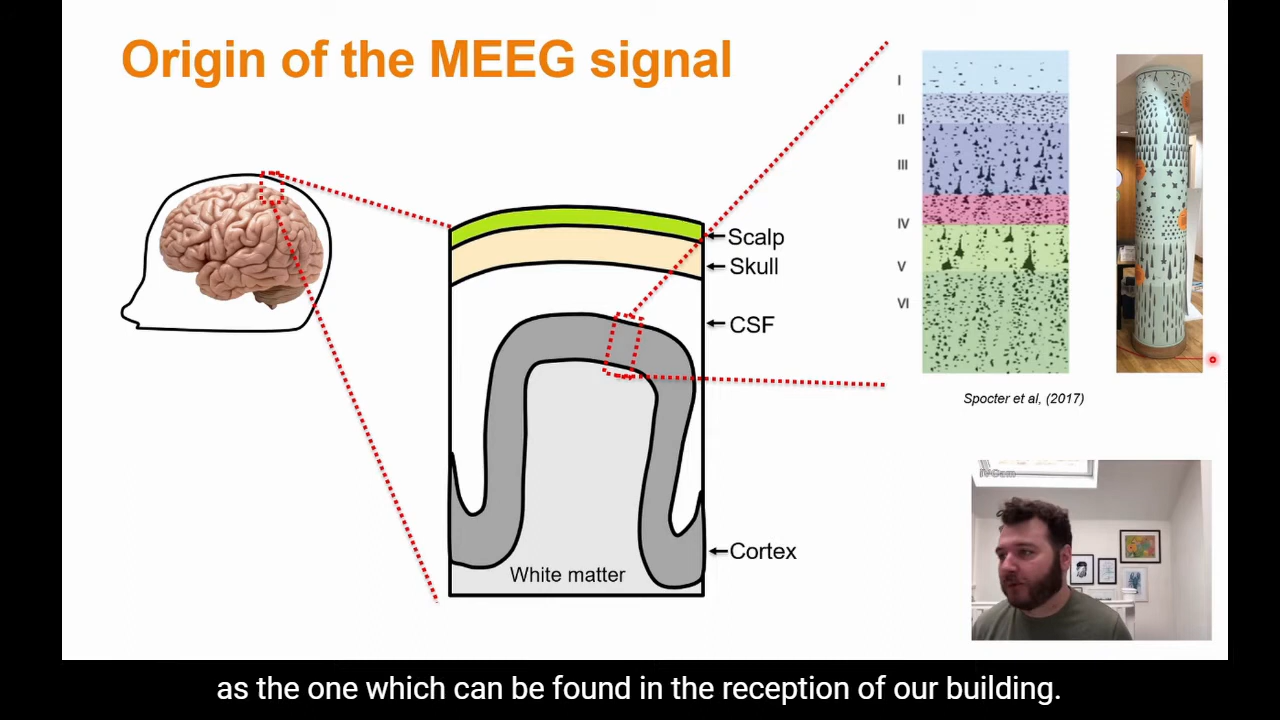 Origin of the MEEG signal
I
II
III
IV
V
VI
Scalp
Skull
CSF
Cortex
White matter
Spocter et al, (2017)
as the one which can be found in the reception of our building.